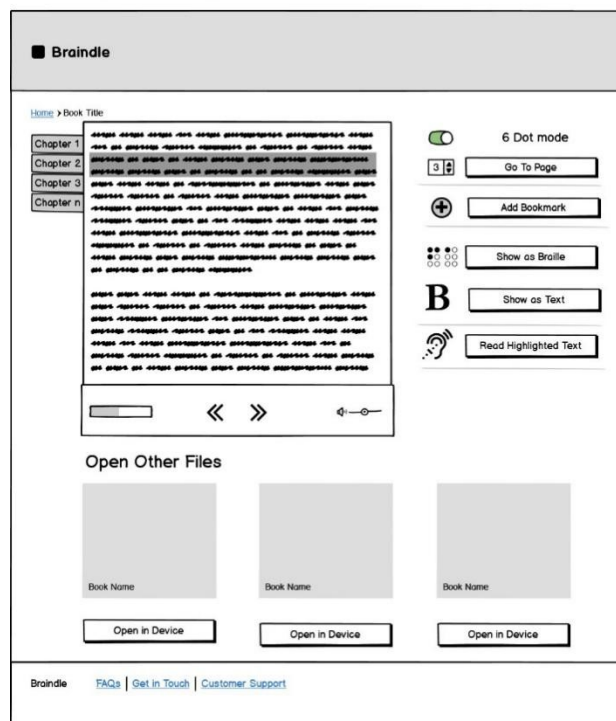 Braindle
Home > Book Title
Chapter 1
Chapter 2
Chapter 3
Chapter n
6 Dot mode
3
Go To Page
Add Bookmark
Show as Braille
B
Show as Text
Read Highlighted Text
Open Other Files
Book Name
Book Name
Book Name
Open in Device
Open in Device
Open in Device
Braindle
FAQs | Get in Touch | Customer Support